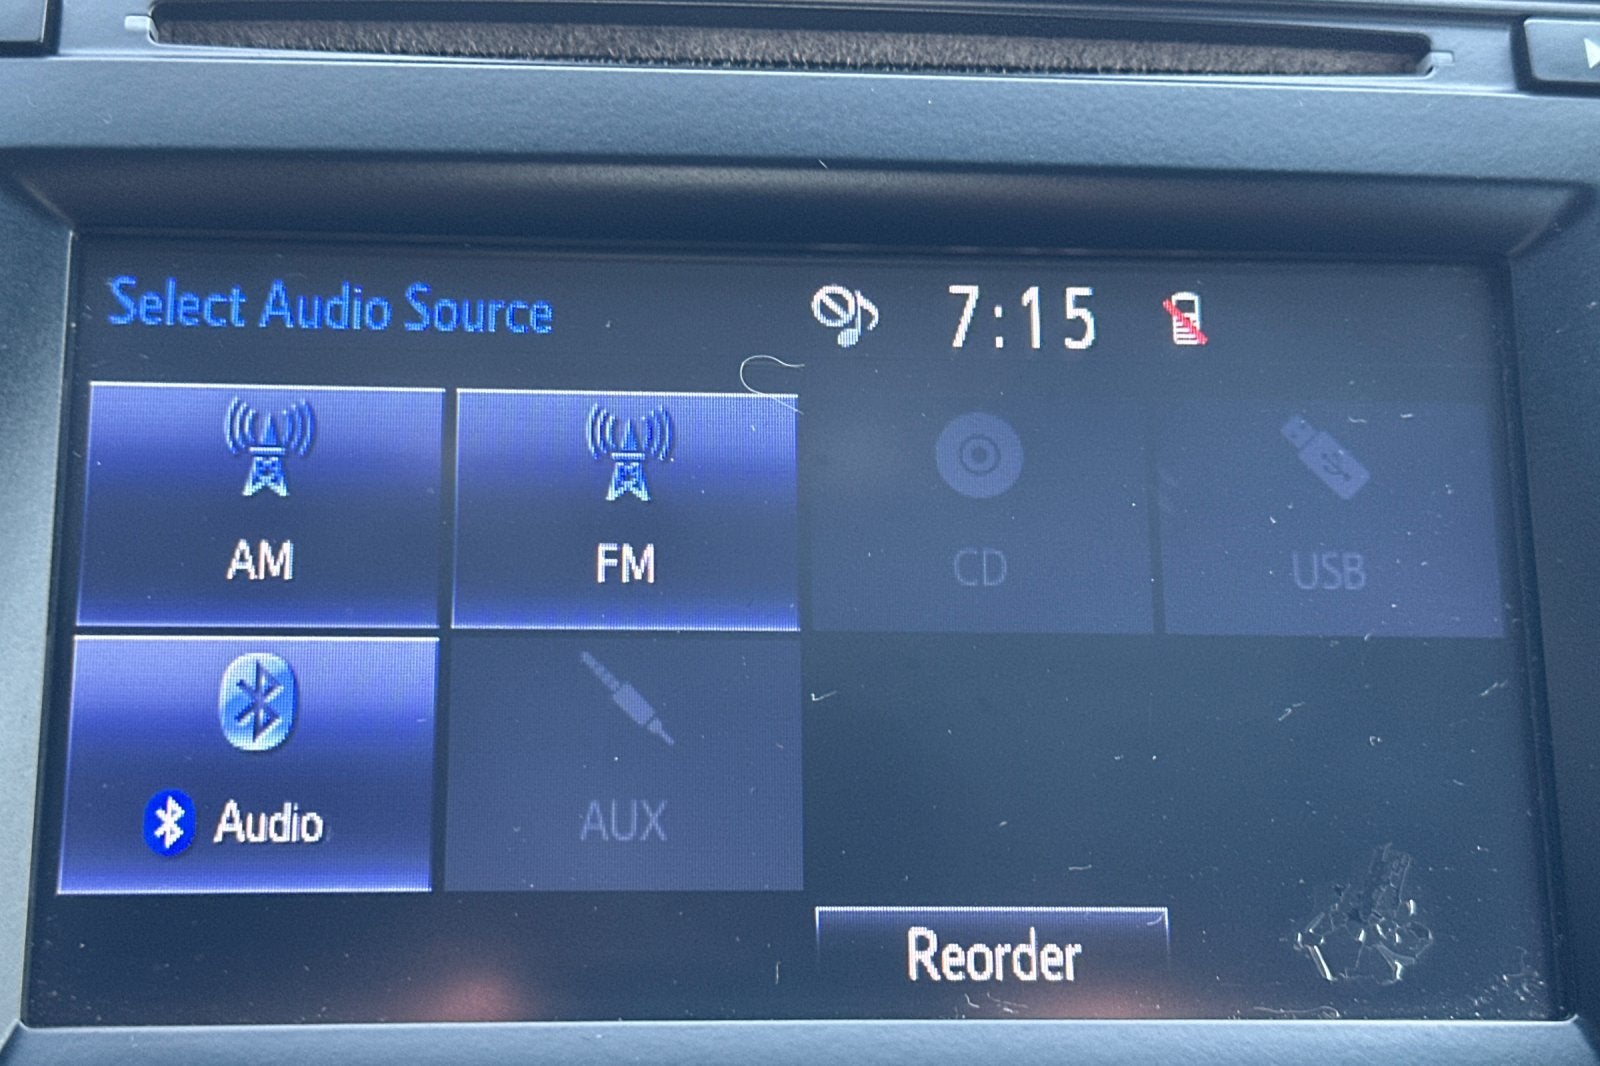 Select Audio Source 7:15
AM FM CD USB
Audio AUX
Reorder